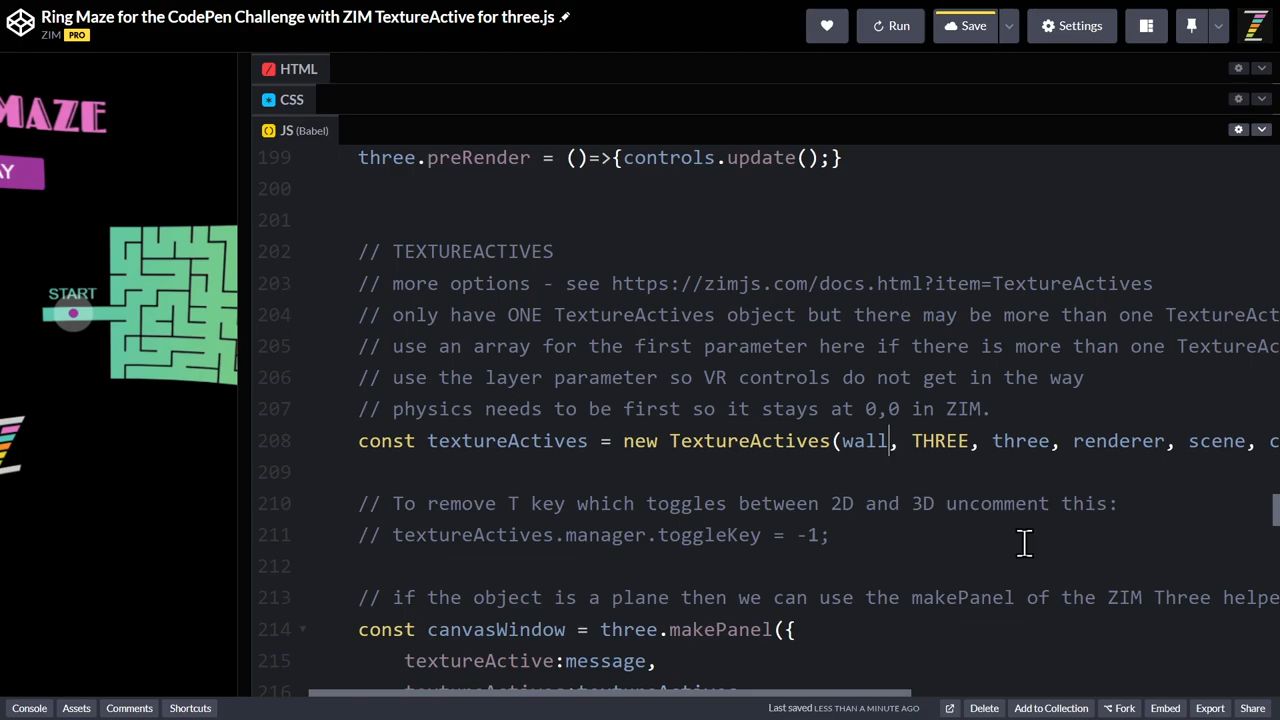 Ring Maze for the CodePen Challenge with ZIM TextureActive for three.js
ZIM PRO
Run
Save
Settings
HTML
CSS
JS (Babel)
MAZE
AY
START
199 three.preRender = ()=>{controls.update();}
200
201
202 // TEXTUREACTIVES
203 // more options - see https://zimjs.com/docs.html?item=TextureActives
204 // only have ONE TextureActives object but there may be more than one TextureAct
205 // use an array for the first parameter here if there is more than one TextureAc
206 // use the layer parameter so VR controls do not get in the way
207 // physics needs to be first so it stays at 0,0 in ZIM.
208 const textureActives = new TextureActives(wall, THREE, three, renderer, scene, c
209
210 // To remove T key which toggles between 2D and 3D uncomment this:
211 // textureActives.manager.toggleKey = -1;
212
213 // if the object is a plane then we can use the makePanel of the ZIM Three helpe
214 const canvasWindow = three.makePanel({
215 textureActive:message,
216 textureActives:textureActives
Console Assets Comments Shortcuts
Last saved LESS THAN A MINUTE AGO
Delete Add to Collection Fork Embed Export Share